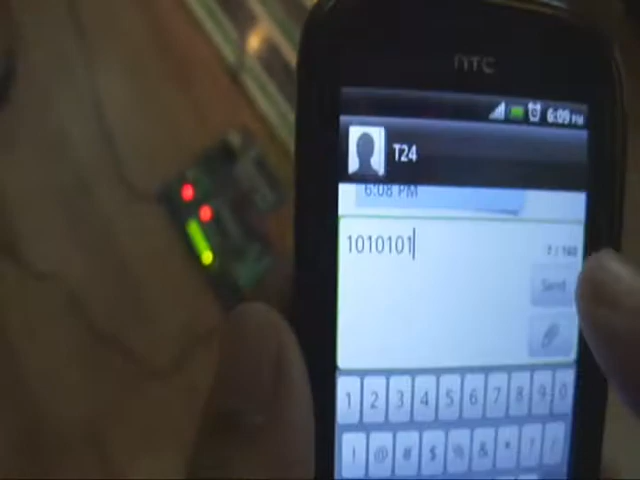 hTC
6:09 PM
T24
6:08 PM
1010101
7 / 160
Send
1 2 3 4 5 6 7 8 9 0
! @ # $ % & * ? /